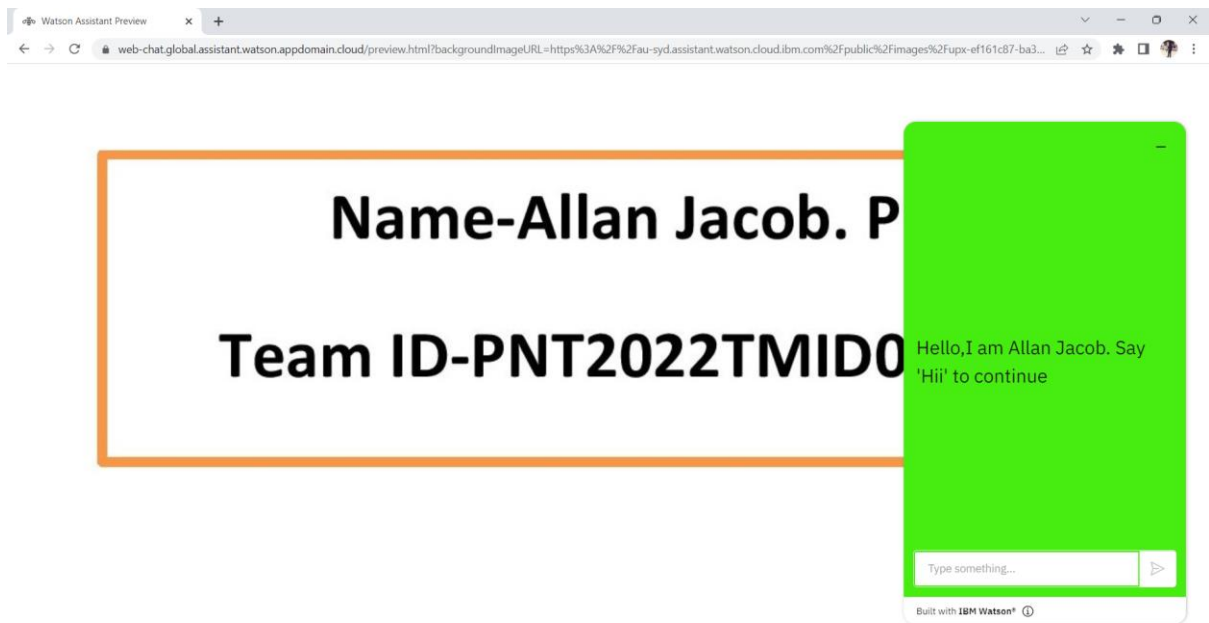 Watson Assistant Preview
web-chat.global.assistant.watson.appdomain.cloud/preview.html?backgroundImageURL=https%3A%2F%2Fau-syd.assistant.watson.cloud.ibm.com%2Fpublic%2Fimages%2Fupx-ef161c87-ba3...
Name-Allan Jacob. P
Team ID-PNT2022TMID0
Hello,I am Allan Jacob. Say
'Hii' to continue
Type something...
Built with IBM Watson®